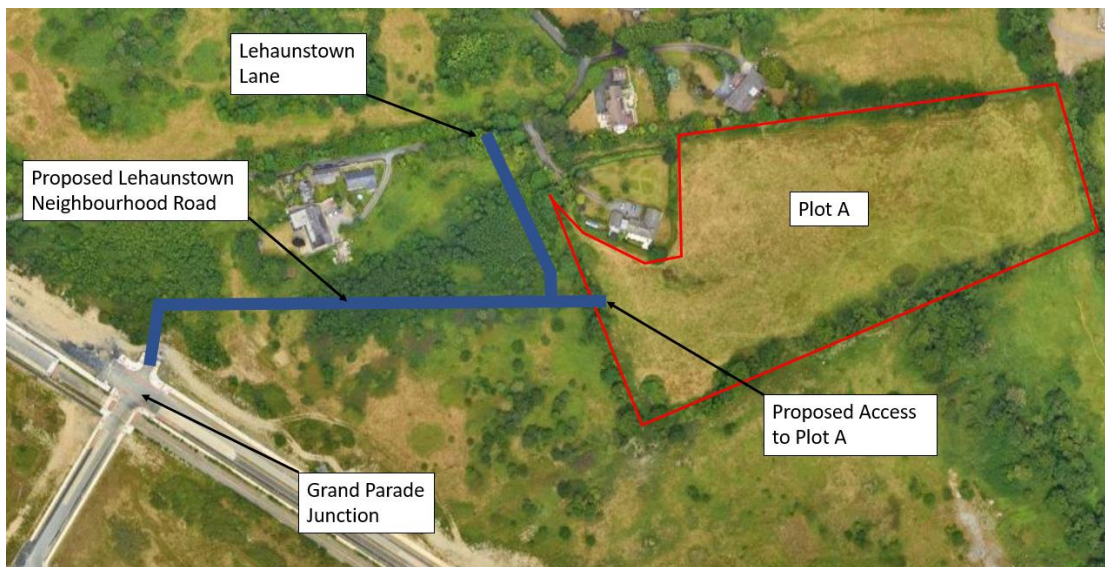 Lehaunstown
Lane
Proposed Lehaunstown
Neighbourhood Road
Plot A
Proposed Access
to Plot A
Grand Parade
Junction